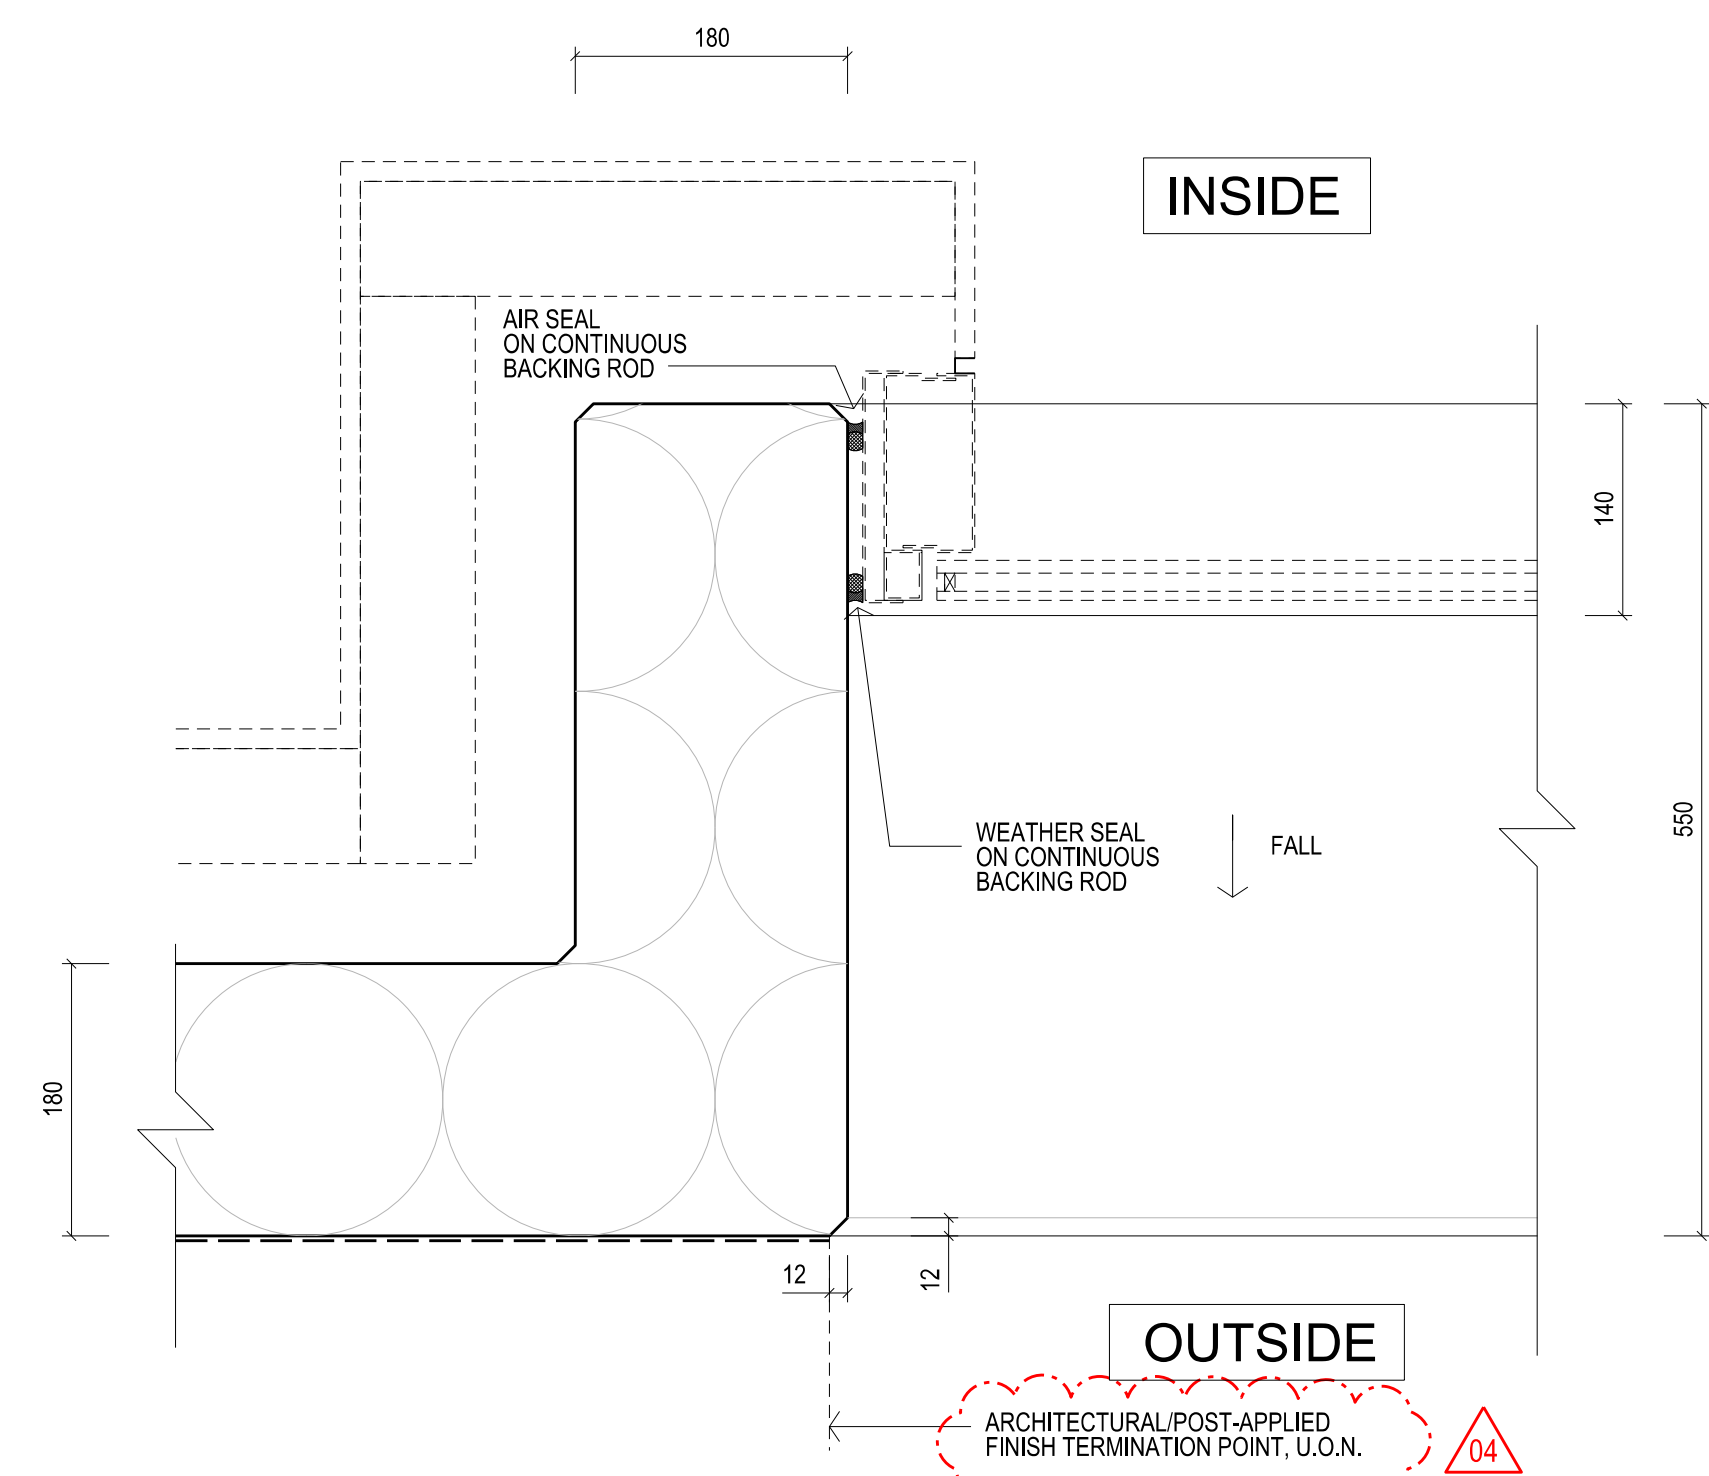 180
INSIDE
AIR SEAL
ON CONTINUOUS
BACKING ROD
140
550
WEATHER SEAL
ON CONTINUOUS
BACKING ROD
FALL
180
12
12
OUTSIDE
ARCHITECTURAL/POST-APPLIED
FINISH TERMINATION POINT, U.O.N.
04